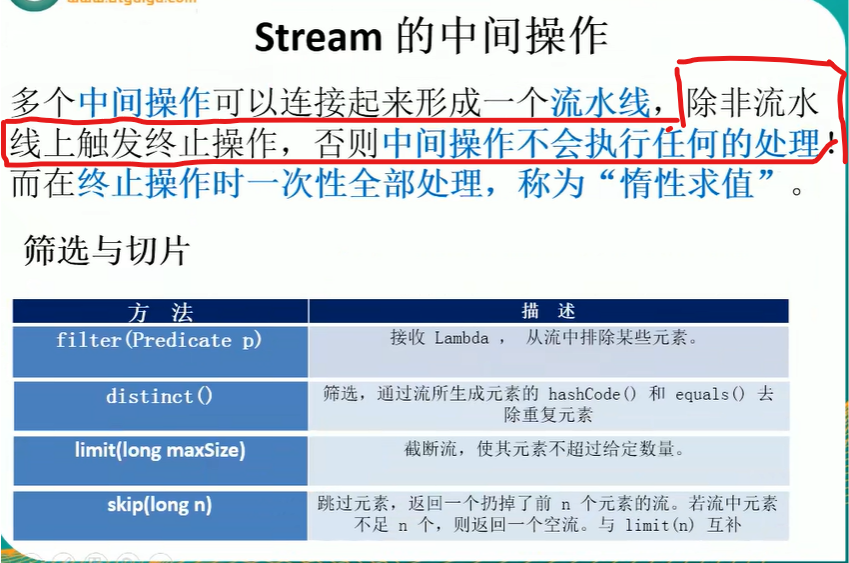 Stream 的中间操作
多个中间操作可以连接起来形成一个流水线，除非流水
线上触发终止操作，否则中间操作不会执行任何的处理！
而在终止操作时一次性全部处理，称为“惰性求值”。
筛选与切片
方 法
描 述
filter(Predicate p)
接收 Lambda ， 从流中排除某些元素。
distinct()
筛选，通过流所生成元素的 hashCode() 和 equals() 去
除重复元素
limit(long maxSize)
截断流，使其元素不超过给定数量。
skip(long n)
跳过元素，返回一个扔掉了前 n 个元素的流。若流中元素
不足 n 个，则返回一个空流。与 limit(n) 互补